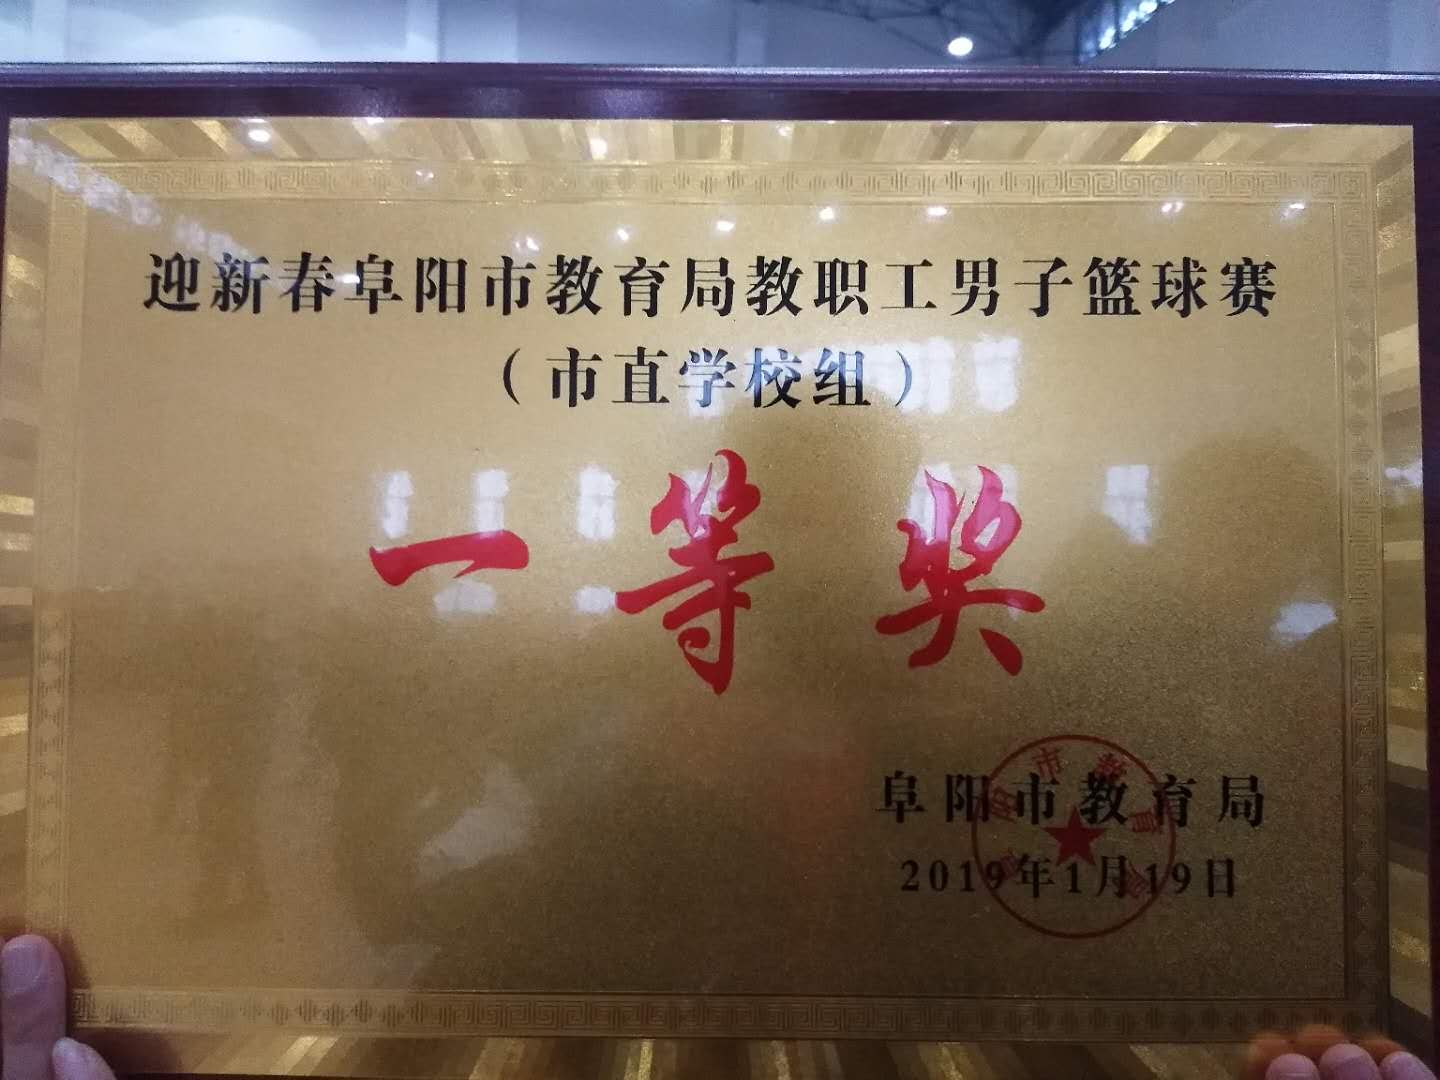 迎新春阜阳市教育局教职工男子篮球赛
（市直学校组）
一等奖
阜阳市教育局
2019年1月19日